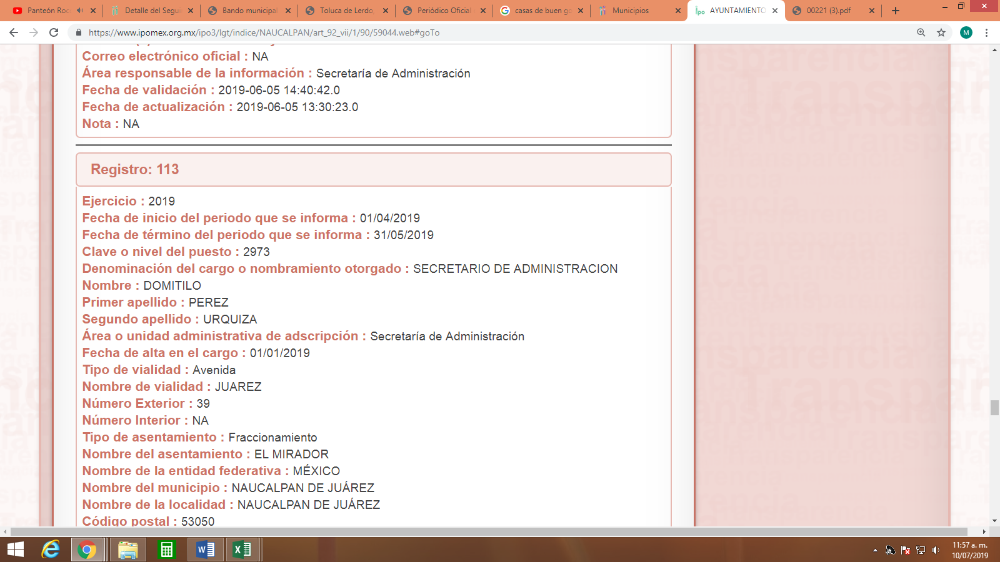 Panteón Roc
Detalle del Segui
Bando municipal
Toluca de Lerdo,
Periódico Oficial
casas de buen go
Municipios
ipo AYUNTAMIENTO
00221 (3).pdf
https://www.ipomex.org.mx/ipo3/lgt/indice/NAUCALPAN/art_92_vii/1/90/59044.web#goTo
M
Correo electrónico oficial : NA
Área responsable de la información : Secretaría de Administración
Fecha de validación : 2019-06-05 14:40:42.0
Fecha de actualización : 2019-06-05 13:30:23.0
Nota : NA
Registro: 113
Ejercicio : 2019
Fecha de inicio del periodo que se informa : 01/04/2019
Fecha de término del periodo que se informa : 31/05/2019
Clave o nivel del puesto : 2973
Denominación del cargo o nombramiento otorgado : SECRETARIO DE ADMINISTRACION
Nombre : DOMITILO
Primer apellido : PEREZ
Segundo apellido : URQUIZA
Área o unidad administrativa de adscripción : Secretaría de Administración
Fecha de alta en el cargo : 01/01/2019
Tipo de vialidad : Avenida
Nombre de vialidad : JUAREZ
Número Exterior : 39
Número Interior : NA
Tipo de asentamiento : Fraccionamiento
Nombre del asentamiento : EL MIRADOR
Nombre de la entidad federativa : MÉXICO
Nombre del municipio : NAUCALPAN DE JUÁREZ
Nombre de la localidad : NAUCALPAN DE JUÁREZ
Código postal : 53050
11:57 a. m.
10/07/2019